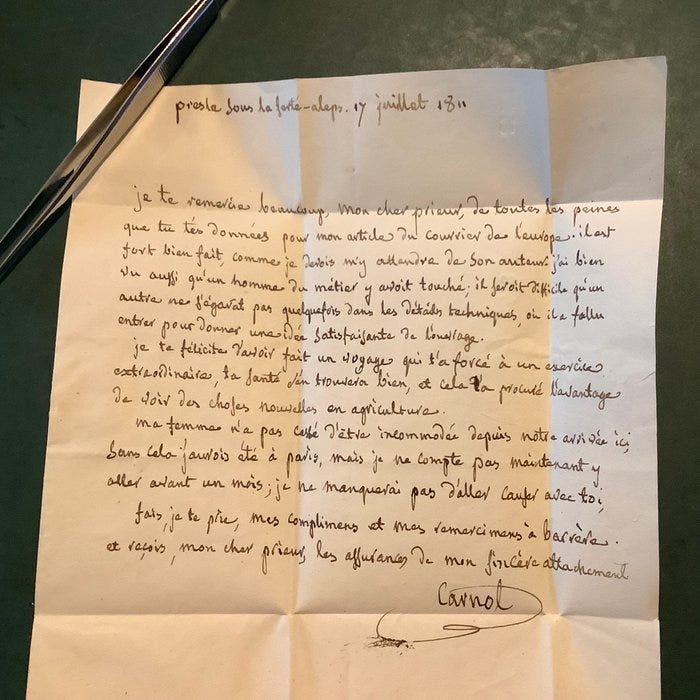 presle sous la ferté-aleps. 17 juillet 1811
je te remercie beaucoup, mon cher prieur, de toutes les peines
que tu t'és données pour mon article du courrier de l'europe. il est
fort bien fait, comme je devois m'y attendre de son auteur. j'ai bien
vu aussi qu'un homme du métier y avoit touché; il seroit difficile qu'un
autre ne s'égarat pas quelquefois dans les détails techniques, où il a fallu
entrer pour donner une idée satisfaisante de l'ouvrage.
je te félicite d'avoir fait un voyage qui t'a forcé à un exercice
extraordinaire, ta santé s'en trouvera bien, et cela t'a procuré l'avantage
de voir des choses nouvelles en agriculture.
ma femme n'a pas cessé d'être incommodée depuis notre arrivée ici,
sans cela j'aurois été à paris, mais je ne compte pas maintenant y
aller avant un mois; je ne manquerai pas d'aller causer avec toi,
fais, je te prie, mes complimens et mes remercimens à barrère.
et reçois, mon cher prieur, les assurances de mon sincère attachement
Carnot